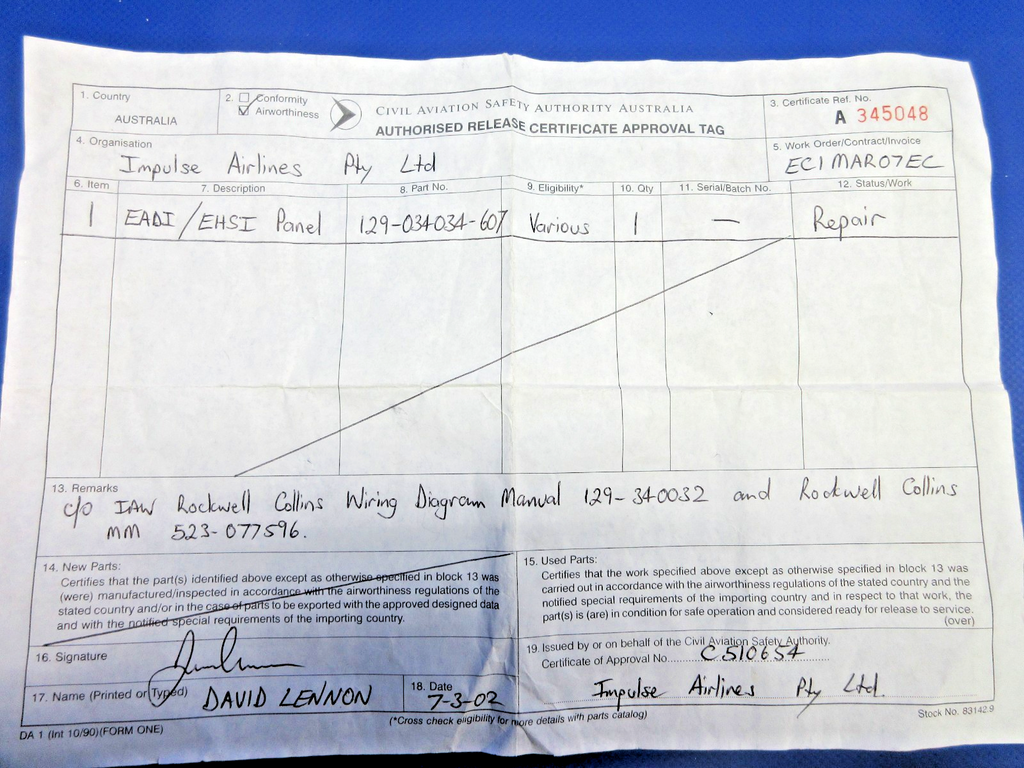 1. Country
AUSTRALIA
2. Conformity
Airworthiness
CIVIL AVIATION SAFETY AUTHORITY AUSTRALIA
AUTHORISED RELEASE CERTIFICATE APPROVAL TAG
3. Certificate Ref. No.
A 345048
4. Organisation
Impulse Airlines Pty Ltd
5. Work Order/Contract/Invoice
EC1MAR07EC
6. Item 7. Description 8. Part No. 9. Eligibility* 10. Qty 11. Serial/Batch No. 12. Status/Work
1 EADI/EHSI Panel 129-034034-607 Various 1 — Repair
13. Remarks
c/o IAW Rockwell Collins Wiring Diagram Manual 129-340032 and Rockwell Collins
MM 523-077596.
14. New Parts:
Certifies that the part(s) identified above except as otherwise specified in block 13 was
(were) manufactured/inspected in accordance with the airworthiness regulations of the
stated country and/or in the case of parts to be exported with the approved designed data
and with the notified special requirements of the importing country.
15. Used Parts:
Certifies that the work specified above except as otherwise specified in block 13 was
carried out in accordance with the airworthiness regulations of the stated country and the
notified special requirements of the importing country and in respect to that work, the
part(s) is (are) in condition for safe operation and considered ready for release to service.
(over)
16. Signature
17. Name (Printed or Typed) DAVID LENNON
18. Date
7-3-02
19. Issued by or on behalf of the Civil Aviation Safety Authority.
Certificate of Approval No. C510654
Impulse Airlines Pty Ltd.
(*Cross check eligibility for more details with parts catalog)
DA 1 (Int 10/90)(FORM ONE)
Stock No. 83142.9